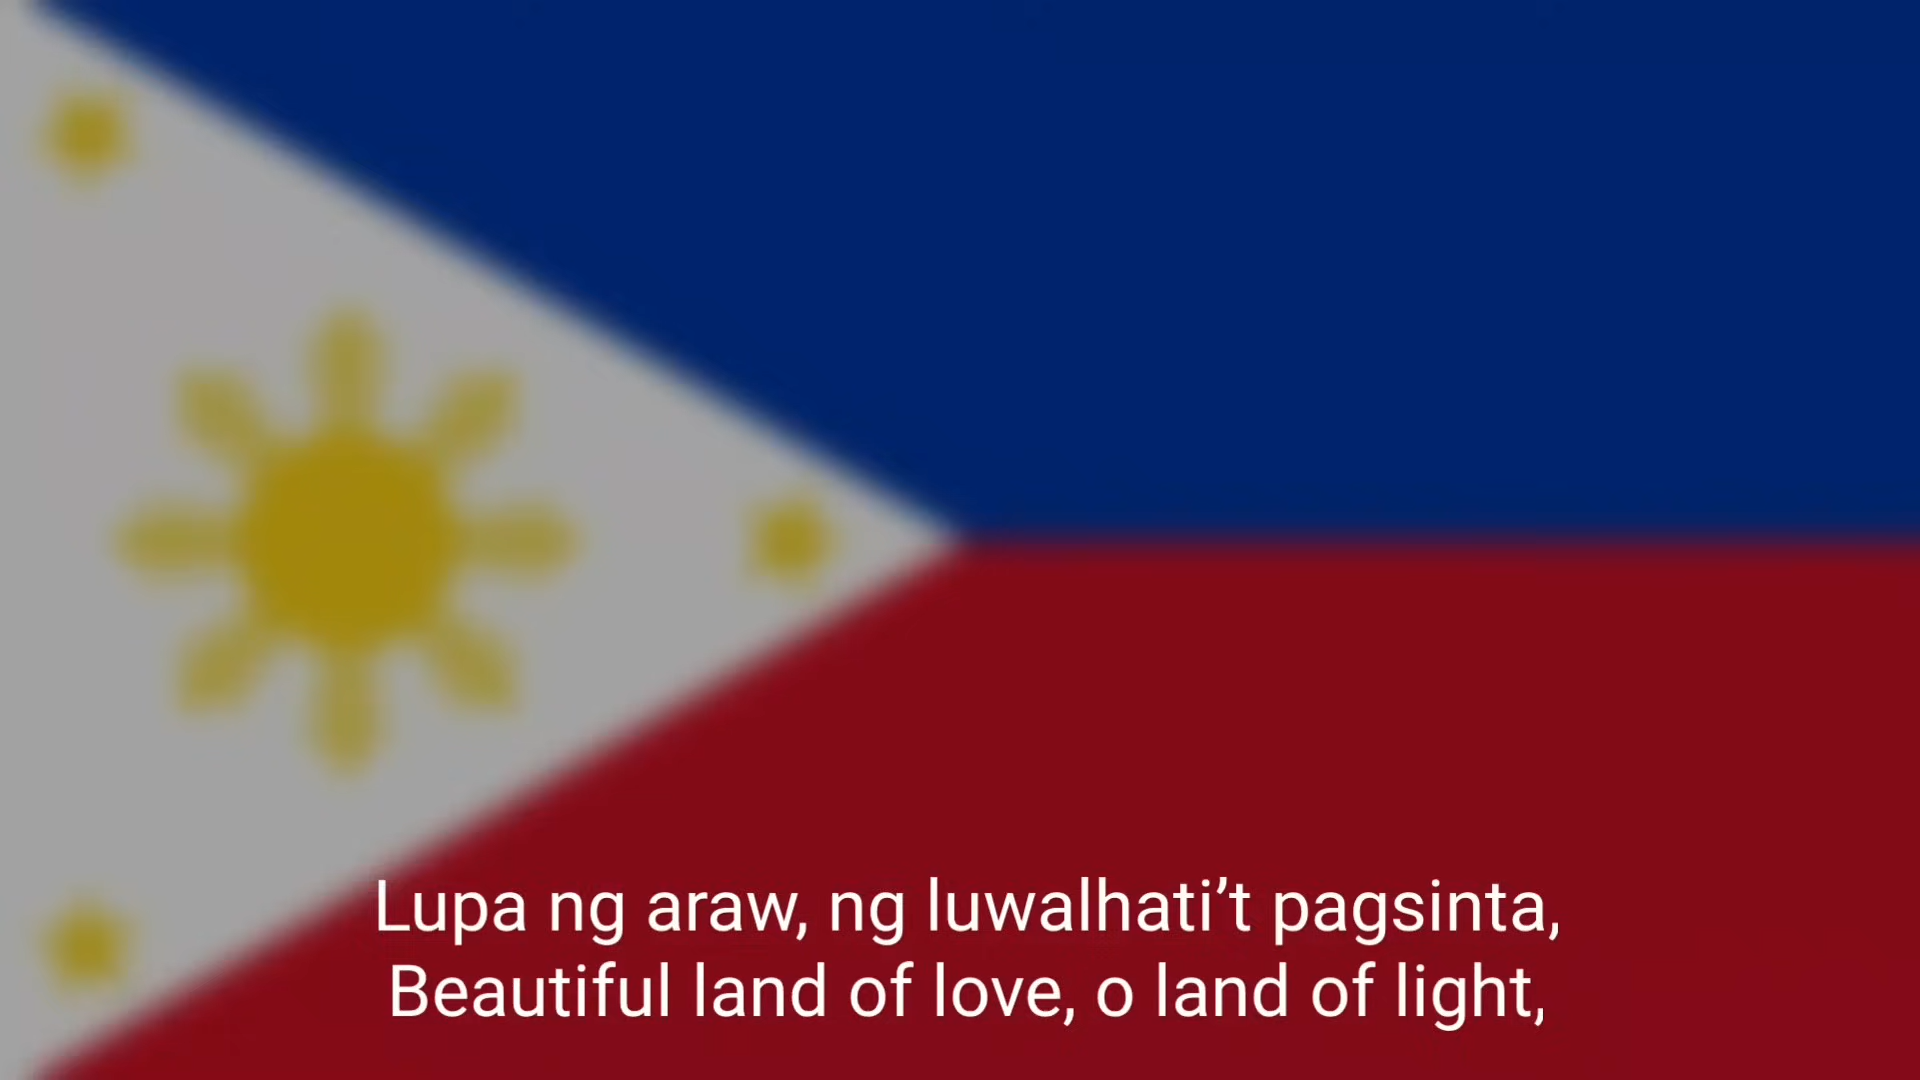 Lupa ng araw, ng luwalhati’t pagsinta,
Beautiful land of love, o land of light,